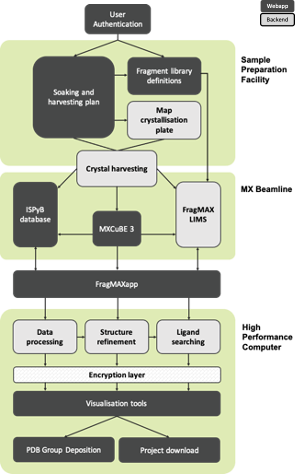 User
Authentication
Webapp
Backend
Sample
Preparation
Facility
Soaking and
harvesting plan
Fragment library
definitions
Map
crystallisation
plate
Crystal harvesting
MX Beamline
ISPyB
database
MXCuBE 3
FragMAX
LIMS
FragMAXapp
High
Performance
Computer
Data
processing
Structure
refinement
Ligand
searching
Encryption layer
Visualisation tools
PDB Group Deposition
Project download